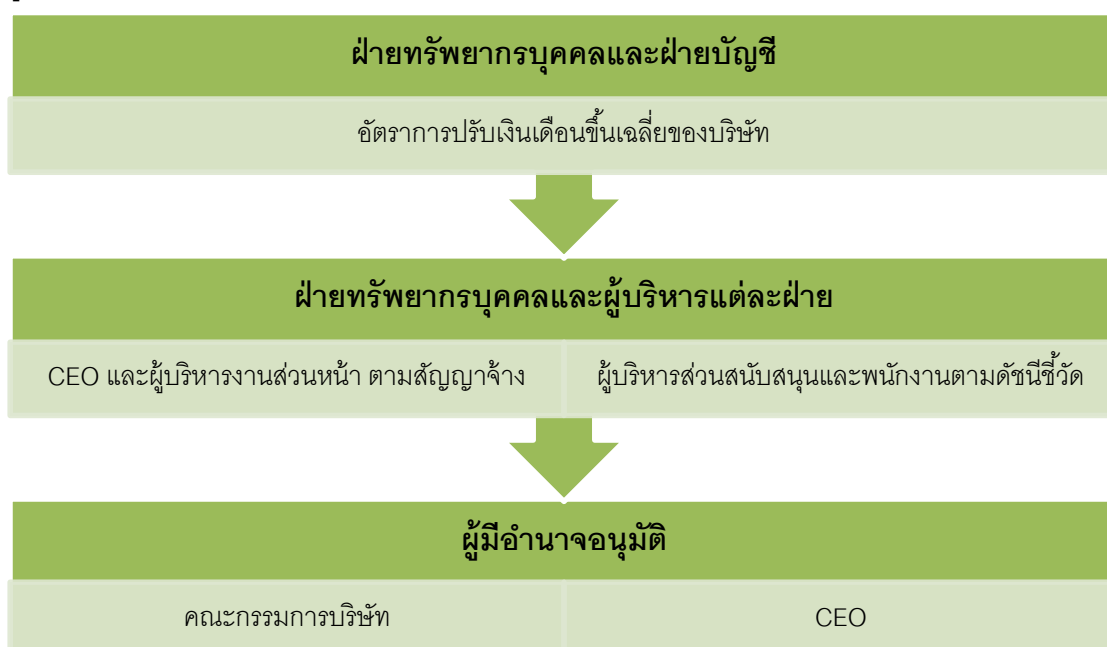 ฝ่ายทรัพยากรบุคคลและฝ่ายบัญชี
อัตราการปรับเงินเดือนขึ้นเฉลี่ยของบริษัท
ฝ่ายทรัพยากรบุคคลและผู้บริหารแต่ละฝ่าย
CEO และผู้บริหารงานส่วนหน้า ตามสัญญาจ้าง
ผู้บริหารส่วนสนับสนุนและพนักงานตามดัชนีชี้วัด
ผู้มีอำนาจอนุมัติ
คณะกรรมการบริษัท
CEO